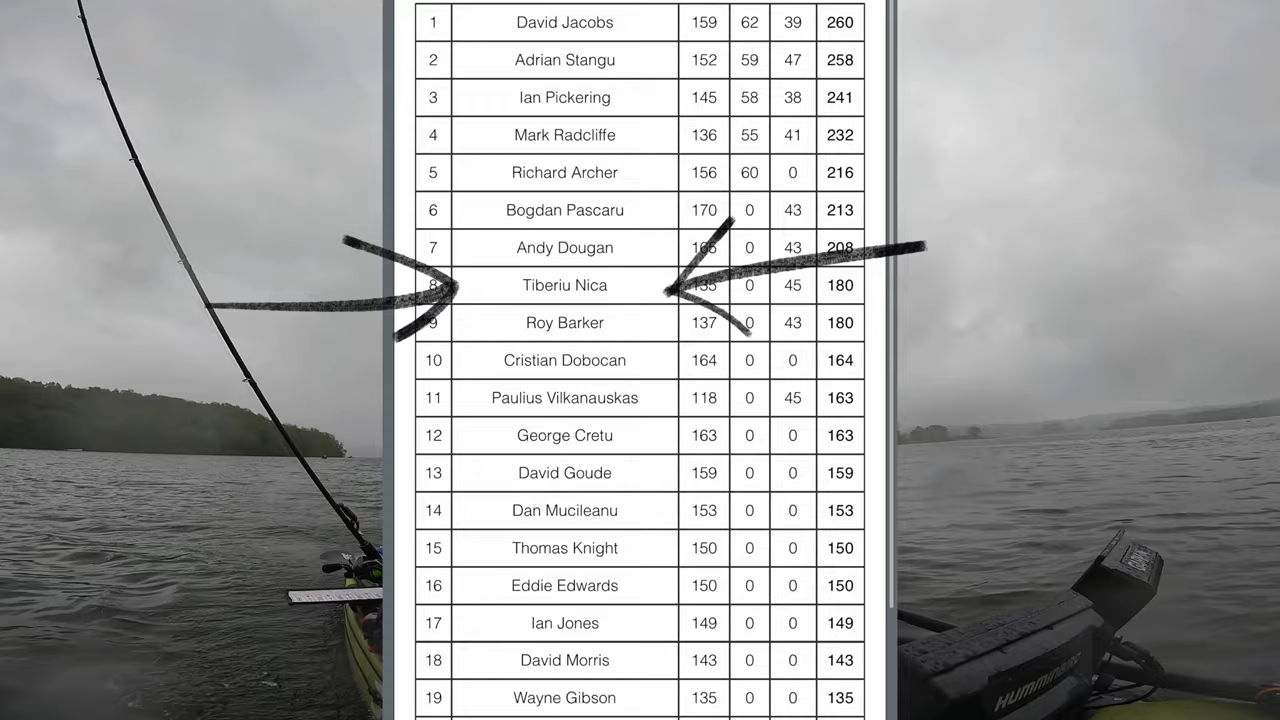 1 David Jacobs 159 62 39 260
2 Adrian Stangu 152 59 47 258
3 Ian Pickering 145 58 38 241
4 Mark Radcliffe 136 55 41 232
5 Richard Archer 156 60 0 216
6 Bogdan Pascaru 170 0 43 213
7 Andy Dougan 165 0 43 208
8 Tiberiu Nica 135 0 45 180
9 Roy Barker 137 0 43 180
10 Cristian Dobocan 164 0 0 164
11 Paulius Vilkanauskas 118 0 45 163
12 George Cretu 163 0 0 163
13 David Goude 159 0 0 159
14 Dan Mucileanu 153 0 0 153
15 Thomas Knight 150 0 0 150
16 Eddie Edwards 150 0 0 150
17 Ian Jones 149 0 0 149
18 David Morris 143 0 0 143
19 Wayne Gibson 135 0 0 135
HUMMINBIRD